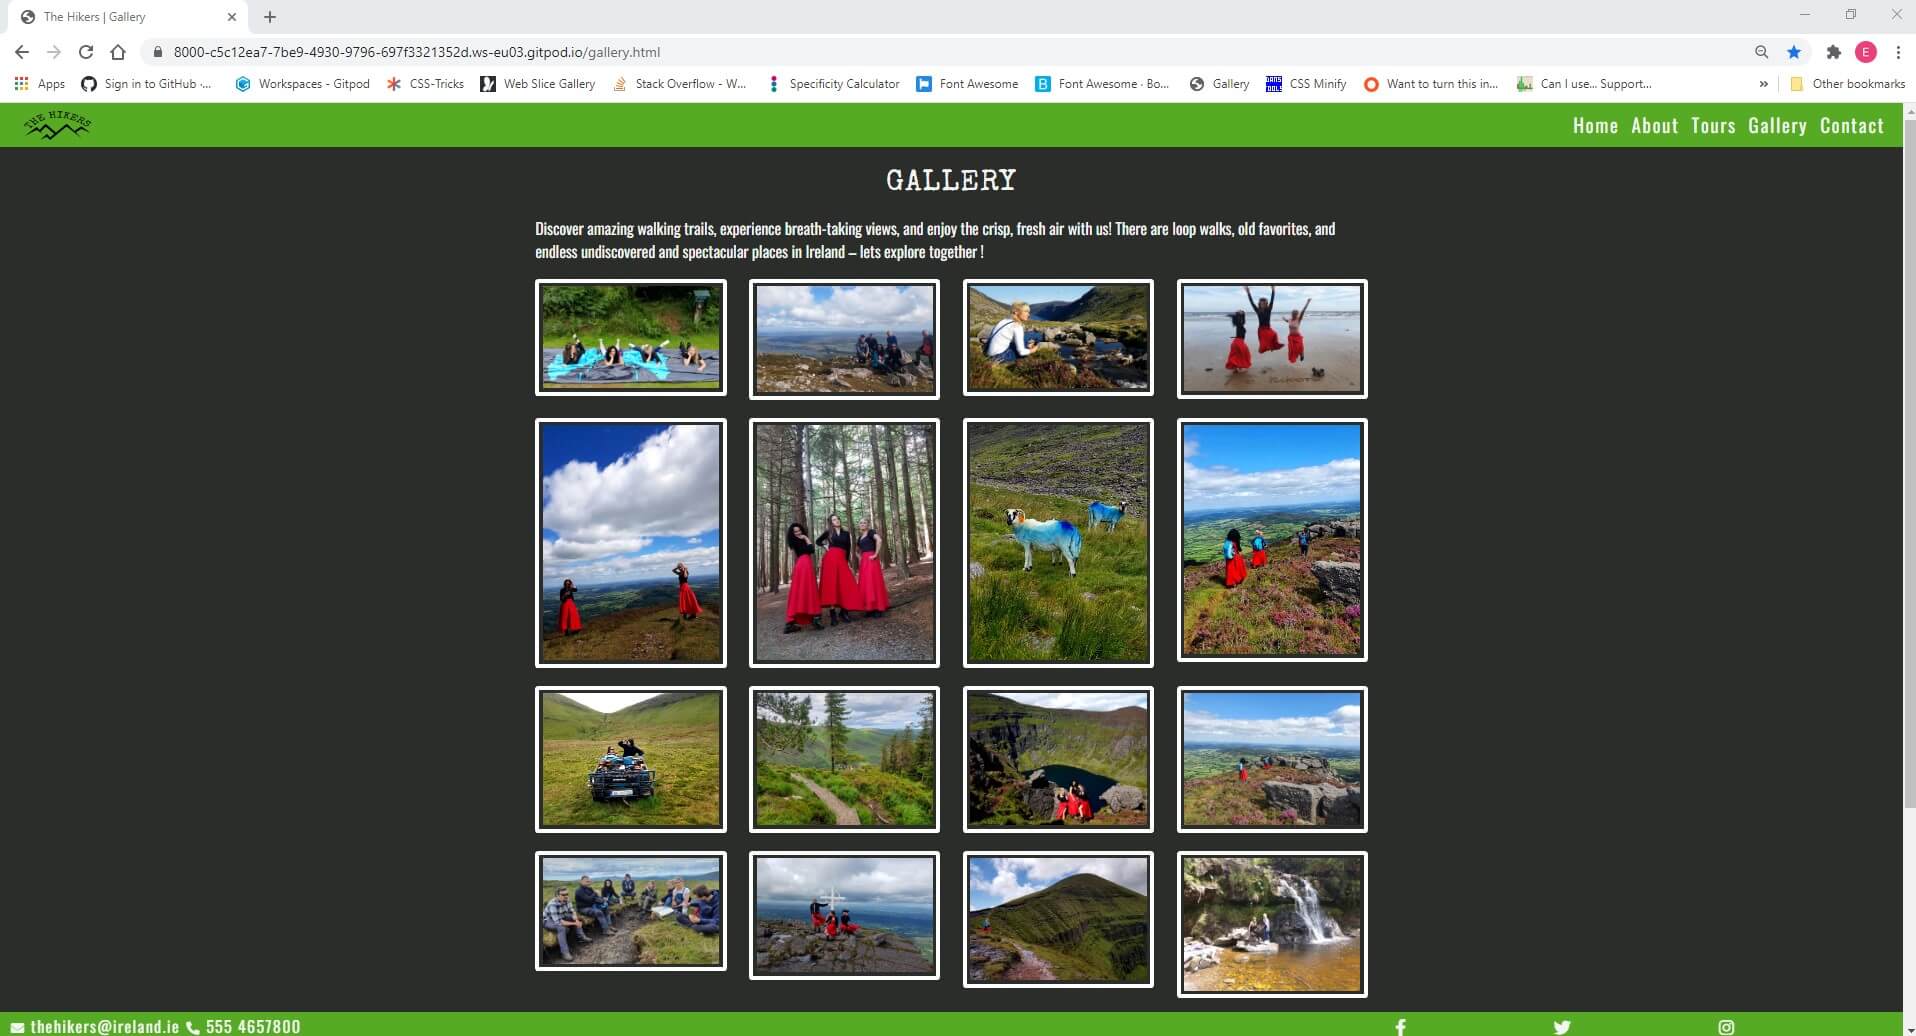 The Hikers | Gallery
8000-c5c12ea7-7be9-4930-9796-697f3321352d.ws-eu03.gitpod.io/gallery.html
E
Apps Sign in to GitHub ·... Workspaces - Gitpod CSS-Tricks Web Slice Gallery Stack Overflow - W... Specificity Calculator Font Awesome Font Awesome · Bo... Gallery CSS Minify Want to turn this in... Can I use... Support... » Other bookmarks
THE HIKERS
Home About Tours Gallery Contact
GALLERY
Discover amazing walking trails, experience breath-taking views, and enjoy the crisp, fresh air with us! There are loop walks, old favorites, and
endless undiscovered and spectacular places in Ireland – lets explore together !
thehikers@ireland.ie 555 4657800